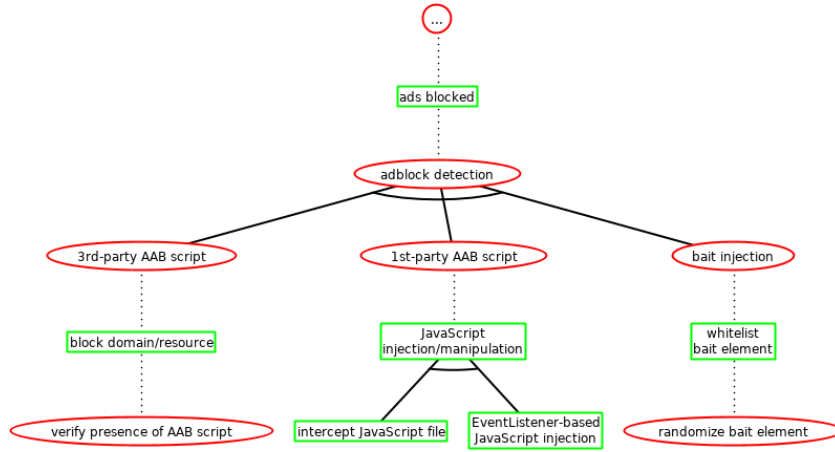 ...
ads blocked
adblock detection
3rd-party AAB script
1st-party AAB script
bait injection
block domain/resource
JavaScript
injection/manipulation
whitelist
bait element
verify presence of AAB script
intercept JavaScript file
EventListener-based
JavaScript injection
randomize bait element